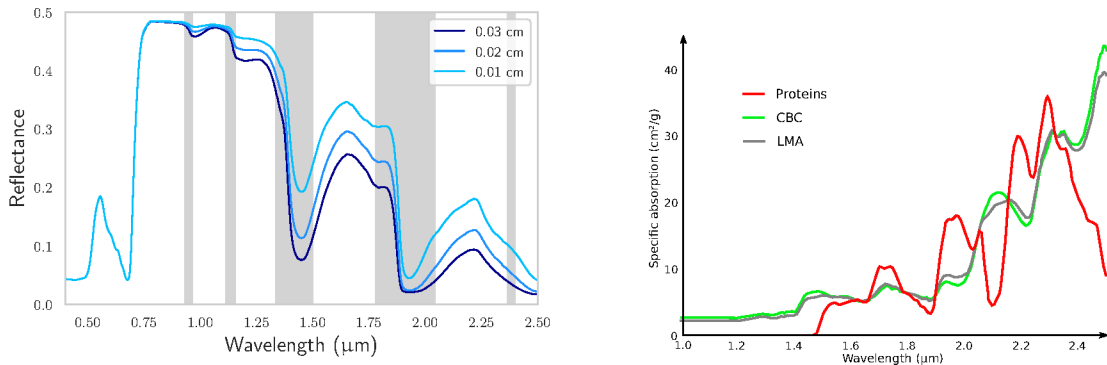 0.5
0.4
0.3
0.2
0.1
0.0
Reflectance
0.50 0.75 1.00 1.25 1.50 1.75 2.00 2.25 2.50
Wavelength (μm)
0.03 cm
0.02 cm
0.01 cm
40
30
20
10
0
Specific absorption (cm²/g)
Proteins
CBC
LMA
1.0 1.2 1.4 1.6 1.8 2.0 2.2 2.4
Wavelength (μm)